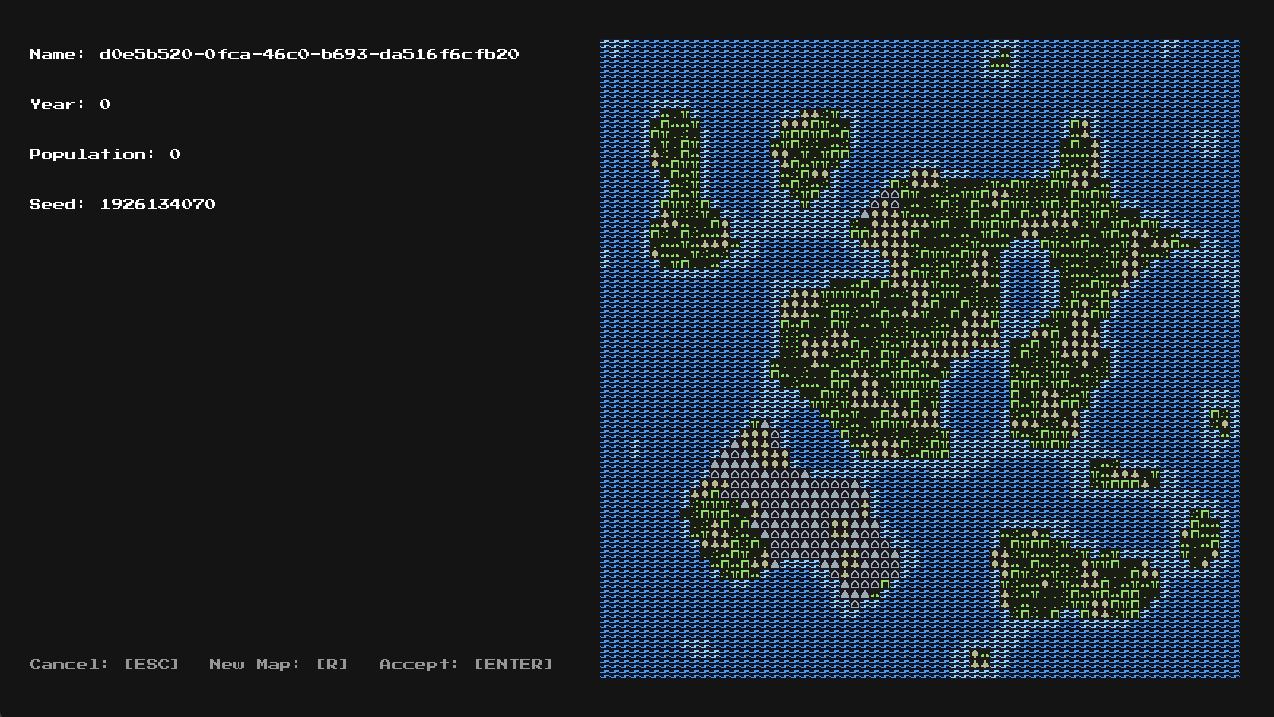 Name: d0e5b520-0fca-46c0-b693-da516f6cfb20
Year: 0
Population: 0
Seed: 1926134070
Cancel: [ESC] New Map: [R] Accept: [ENTER]